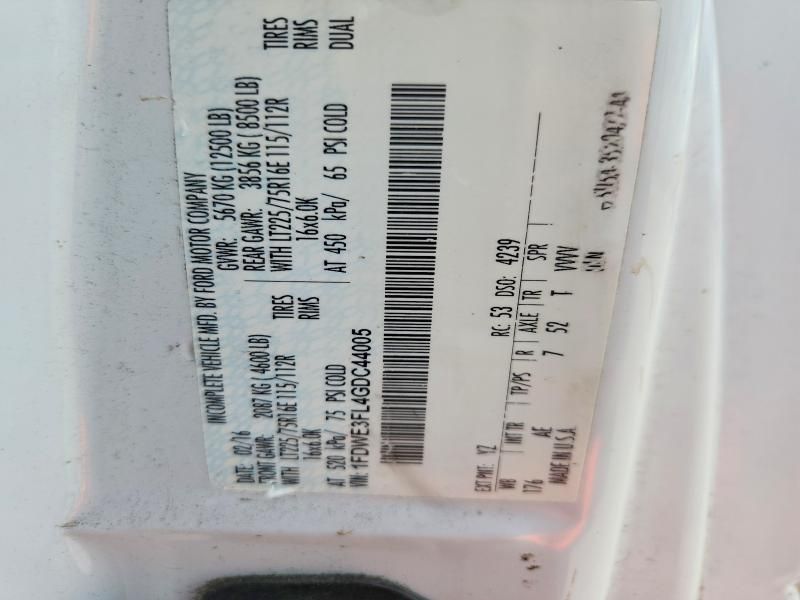 INCOMPLETE VEHICLE MFD. BY FORD MOTOR COMPANY
DATE: 02/16 GVWR: 5670 KG (12500 LB)
FRONT GAWR: 2087 KG (4600 LB) REAR GAWR: 3856 KG (8500 LB)
WITH LT225/75R16E 115/112R TIRES WITH LT225/75R16E 115/112R TIRES
16x6.0K RIMS 16x6.0K RIMS
AT 520 kPa/ 75 PSI COLD AT 450 kPa/ 65 PSI COLD DUAL
VIN: 1FDWE3FL4GDC44005
EXT PNT: YZ RC: 53 DSO: 4239
WB INT TR TP/PS R AXLE TR SPR
176 AE 7 52 T VWV
MADE IN U.S.A.